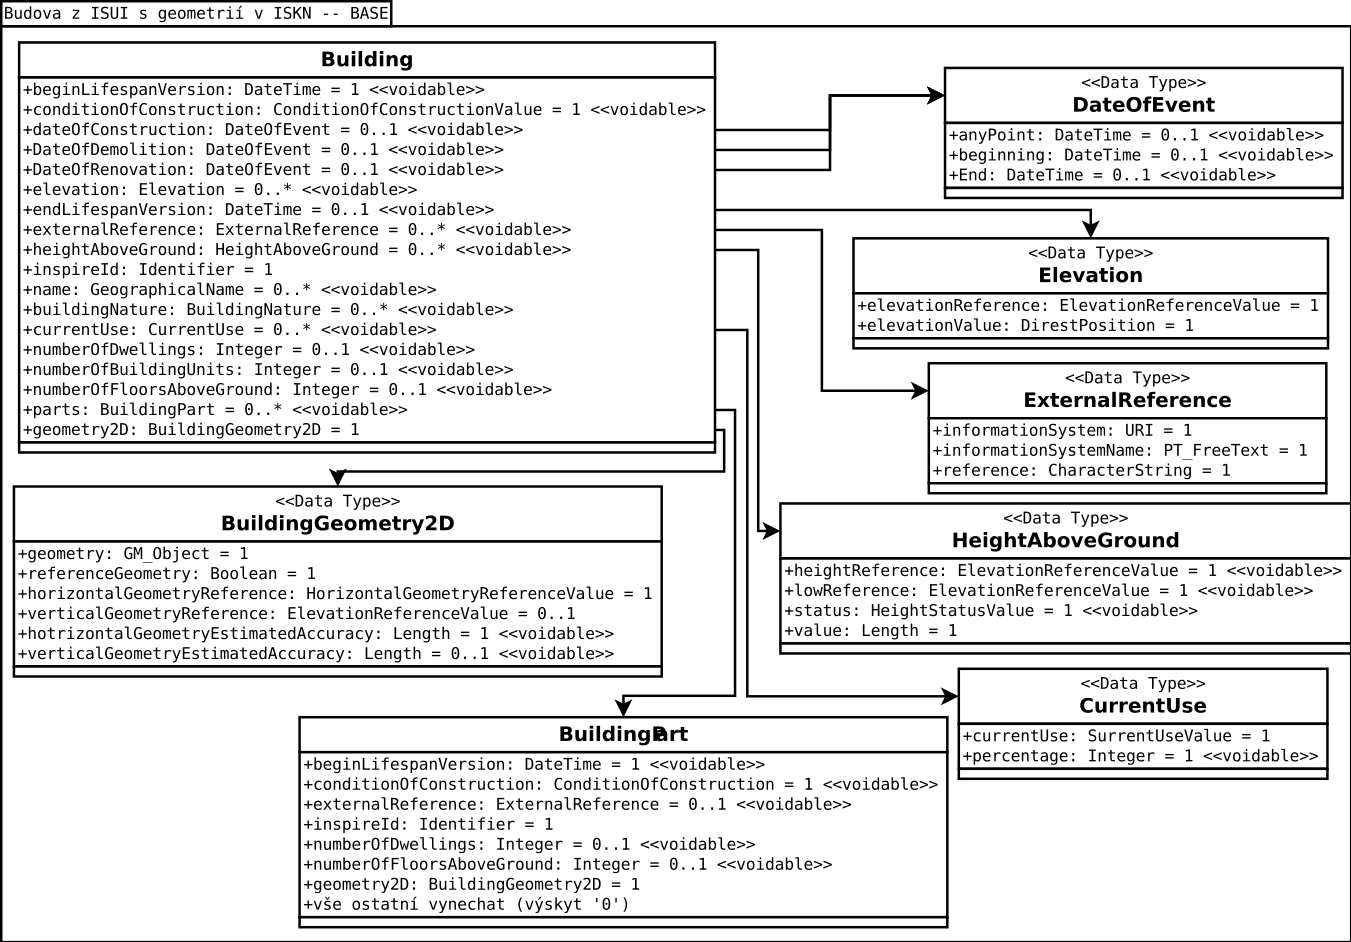 Budova z ISUI s geometrií v ISKN -- BASE
Building
+beginLifespanVersion: DateTime = 1 <<voidable>>
+conditionOfConstruction: ConditionOfConstructionValue = 1 <<voidable>>
+dateOfConstruction: DateOfEvent = 0..1 <<voidable>>
+DateOfDemolition: DateOfEvent = 0..1 <<voidable>>
+DateOfRenovation: DateOfEvent = 0..1 <<voidable>>
+elevation: Elevation = 0..* <<voidable>>
+endLifespanVersion: DateTime = 0..1 <<voidable>>
+externalReference: ExternalReference = 0..* <<voidable>>
+heightAboveGround: HeightAboveGround = 0..* <<voidable>>
+inspireId: Identifier = 1
+name: GeographicalName = 0..* <<voidable>>
+buildingNature: BuildingNature = 0..* <<voidable>>
+currentUse: CurrentUse = 0..* <<voidable>>
+numberOfDwellings: Integer = 0..1 <<voidable>>
+numberOfBuildingUnits: Integer = 0..1 <<voidable>>
+numberOfFloorsAboveGround: Integer = 0..1 <<voidable>>
+parts: BuildingPart = 0..* <<voidable>>
+geometry2D: BuildingGeometry2D = 1
<<Data Type>>
DateOfEvent
+anyPoint: DateTime = 0..1 <<voidable>>
+beginning: DateTime = 0..1 <<voidable>>
+End: DateTime = 0..1 <<voidable>>
<<Data Type>>
Elevation
+elevationReference: ElevationReferenceValue = 1
+elevationValue: DirestPosition = 1
<<Data Type>>
ExternalReference
+informationSystem: URI = 1
+informationSystemName: PT_FreeText = 1
+reference: CharacterString = 1
<<Data Type>>
BuildingGeometry2D
+geometry: GM_Object = 1
+referenceGeometry: Boolean = 1
+horizontalGeometryReference: HorizontalGeometryReferenceValue = 1
+verticalGeometryReference: ElevationReferenceValue = 0..1
+hotrizontalGeometryEstimatedAccuracy: Length = 1 <<voidable>>
+verticalGeometryEstimatedAccuracy: Length = 0..1 <<voidable>>
<<Data Type>>
HeightAboveGround
+heightReference: ElevationReferenceValue = 1 <<voidable>>
+lowReference: ElevationReferenceValue = 1 <<voidable>>
+status: HeightStatusValue = 1 <<voidable>>
+value: Length = 1
<<Data Type>>
CurrentUse
+currentUse: SurrentUseValue = 1
+percentage: Integer = 1 <<voidable>>
BuildingPart
+beginLifespanVersion: DateTime = 1 <<voidable>>
+conditionOfConstruction: ConditionOfConstruction = 1 <<voidable>>
+externalReference: ExternalReference = 0..1 <<voidable>>
+inspireId: Identifier = 1
+numberOfDwellings: Integer = 0..1 <<voidable>>
+numberOfFloorsAboveGround: Integer = 0..1 <<voidable>>
+geometry2D: BuildingGeometry2D = 1
+vše ostatní vynechat (výskyt '0')